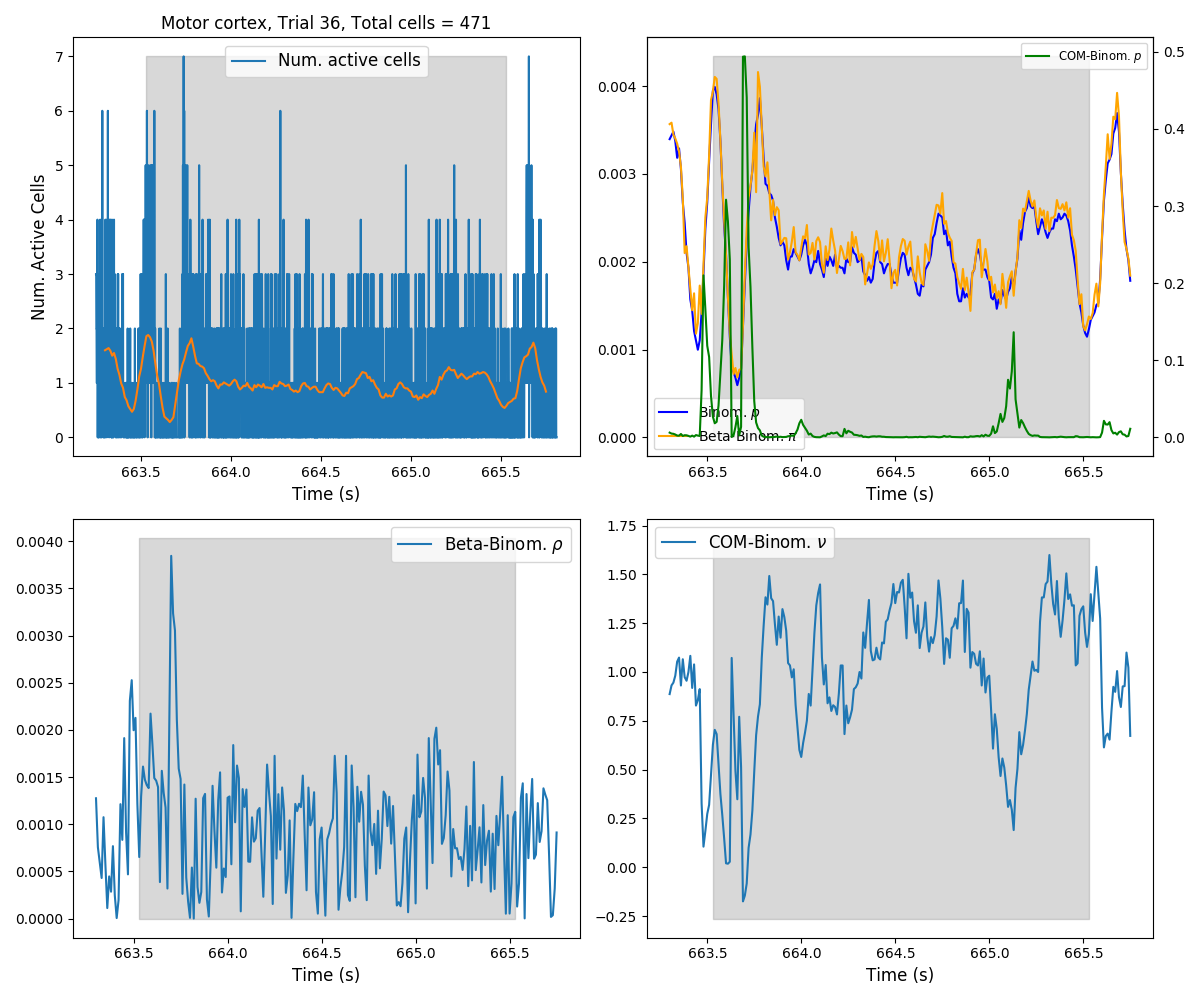 Motor cortex, Trial 36, Total cells = 471
Num. active cells
Num. Active Cells
7
6
5
4
3
2
1
0
663.5 664.0 664.5 665.0 665.5
Time (s)
COM-Binom. p
Binom. p
Beta-Binom. π
0.004
0.003
0.002
0.001
0.000
0.5
0.4
0.3
0.2
0.1
0.0
663.5 664.0 664.5 665.0 665.5
Time (s)
Beta-Binom. ρ
0.0040
0.0035
0.0030
0.0025
0.0020
0.0015
0.0010
0.0005
0.0000
663.5 664.0 664.5 665.0 665.5
Time (s)
COM-Binom. ν
1.75
1.50
1.25
1.00
0.75
0.50
0.25
0.00
−0.25
663.5 664.0 664.5 665.0 665.5
Time (s)